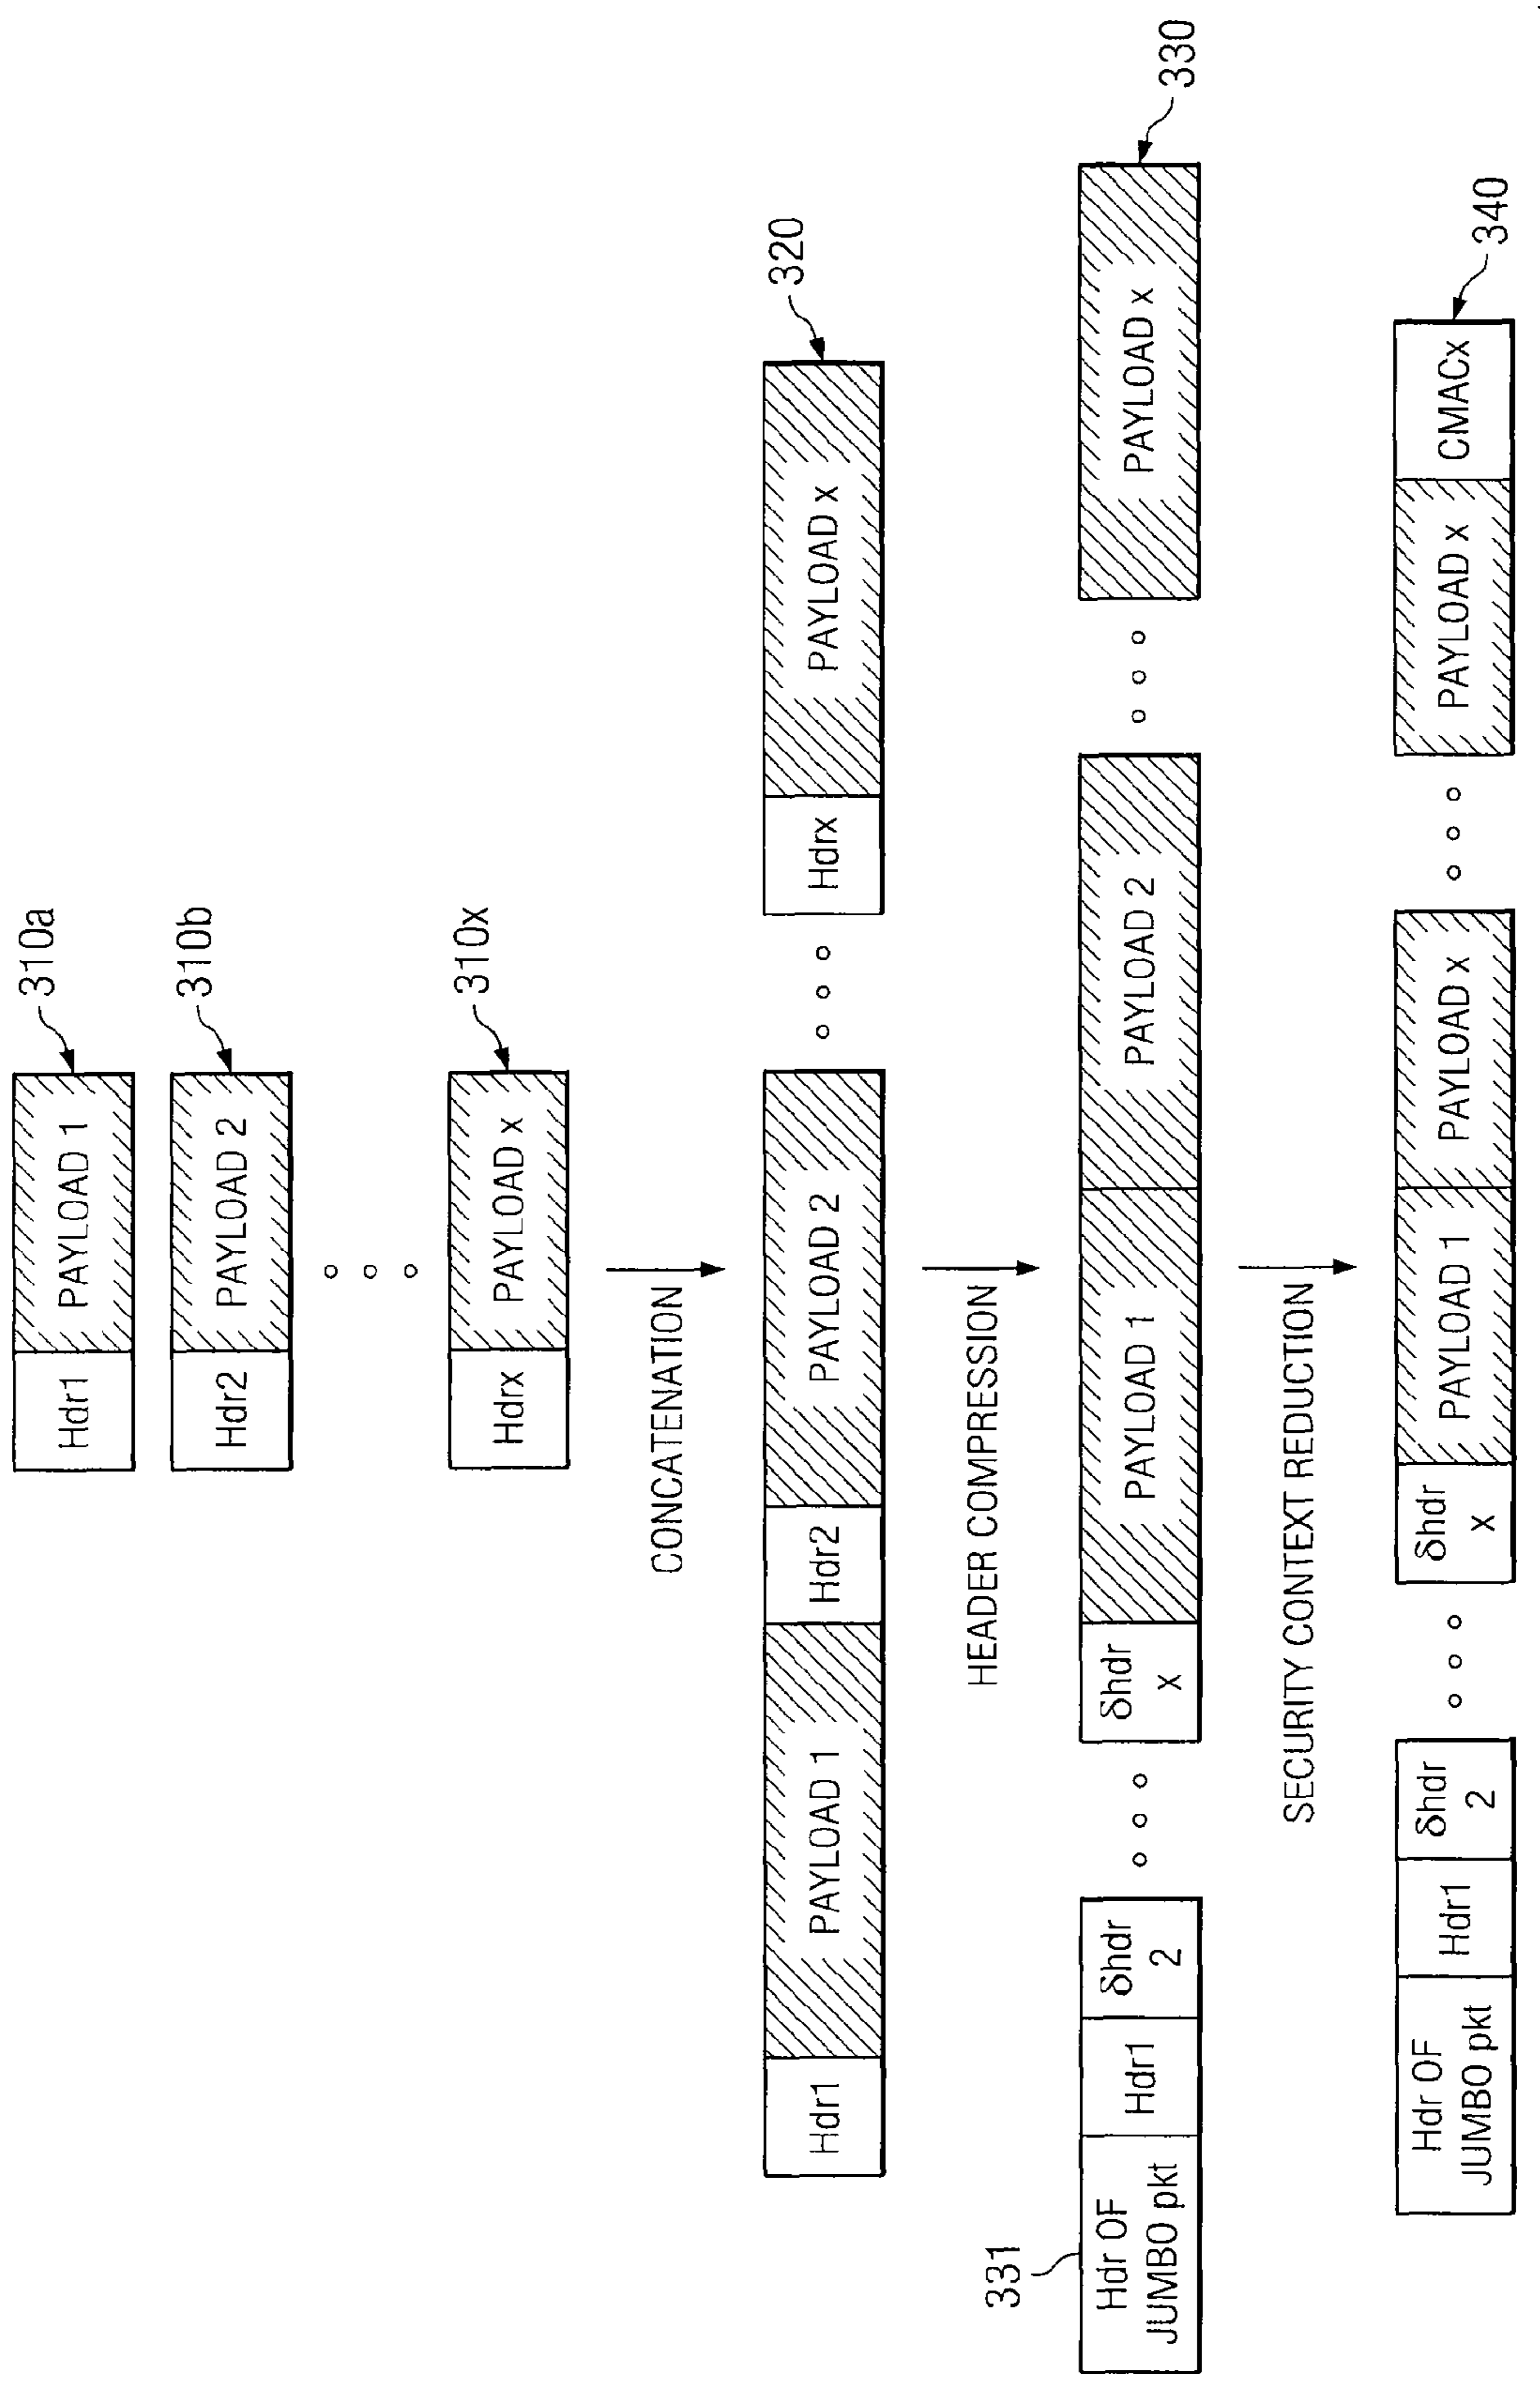 310a
Hdr1 PAYLOAD 1
310b
Hdr2 PAYLOAD 2
310x
Hdrx PAYLOAD x
CONCATENATION
320
Hdr1 PAYLOAD 1 Hdr2 PAYLOAD 2 Hdrx PAYLOAD x
HEADER COMPRESSION
331
330
Hdr OF
JUMBO pkt
Hdr1
δhdr
2
δhdr
x
PAYLOAD 1 PAYLOAD 2 PAYLOAD x
SECURITY CONTEXT REDUCTION
340
Hdr OF
JUMBO pkt
Hdr1
δhdr
2
δhdr
x
PAYLOAD 1 PAYLOAD x PAYLOAD x CMACx